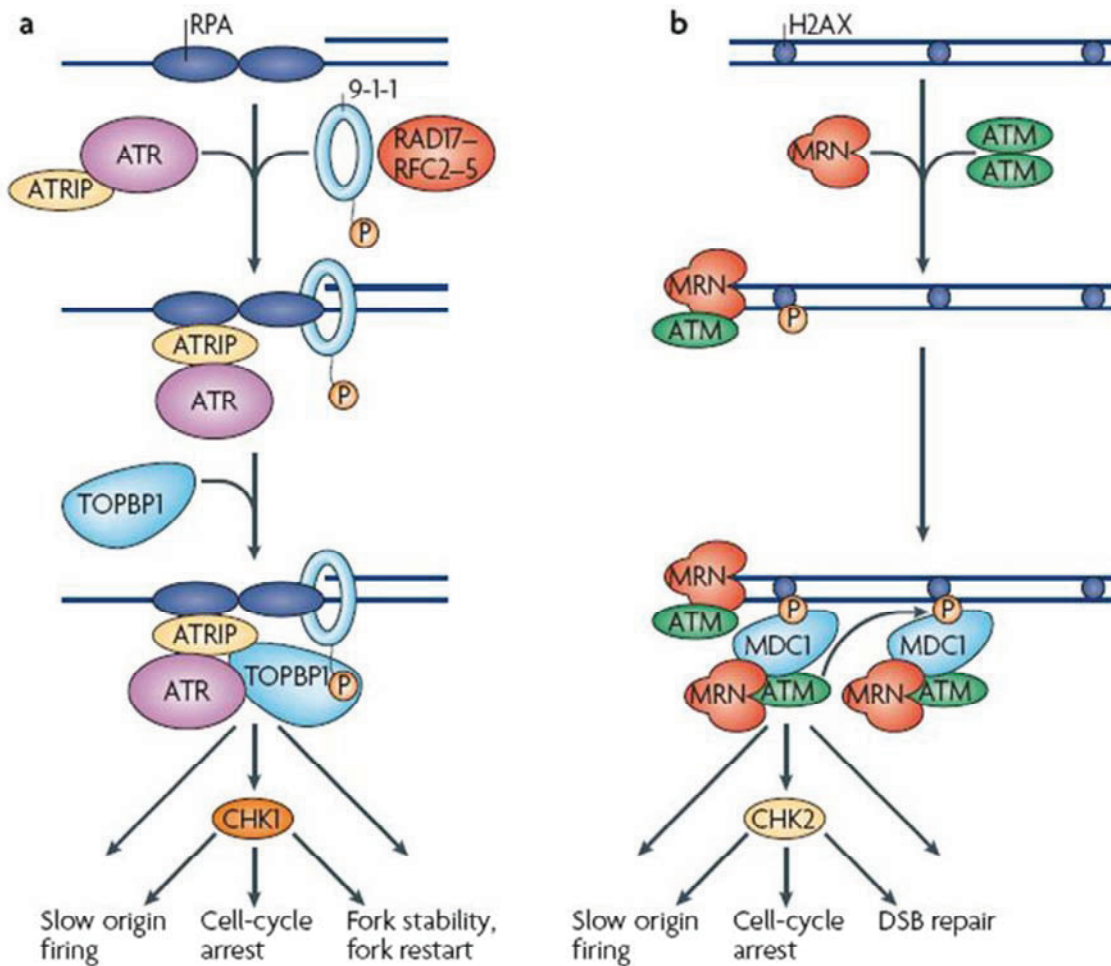 a
RPA
9-1-1
ATR
RAD17–
RFC2–5
ATRIP
P
ATRIP
ATR
P
TOPBP1
ATRIP
TOPBP1
P
ATR
CHK1
Slow origin
firing
Cell-cycle
arrest
Fork stability,
fork restart
b
H2AX
MRN
ATM
ATM
MRN
ATM
P
MRN
ATM
P
P
MDC1
MDC1
MRN
ATM
MRN
ATM
CHK2
Slow origin
firing
Cell-cycle
arrest
DSB repair